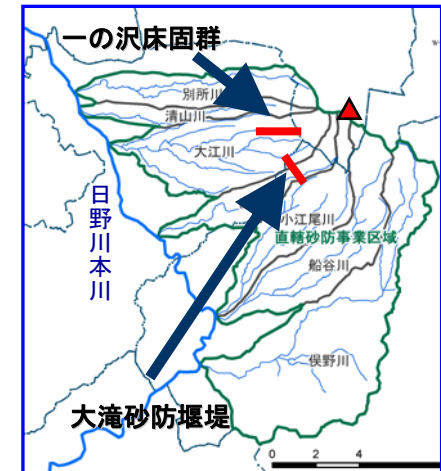 一の沢床固群
別所川
清山川
大江川
日野川本川
小江尾川
直轄砂防事業区域
船谷川
俣野川
大滝砂防堰堤
0 2 4